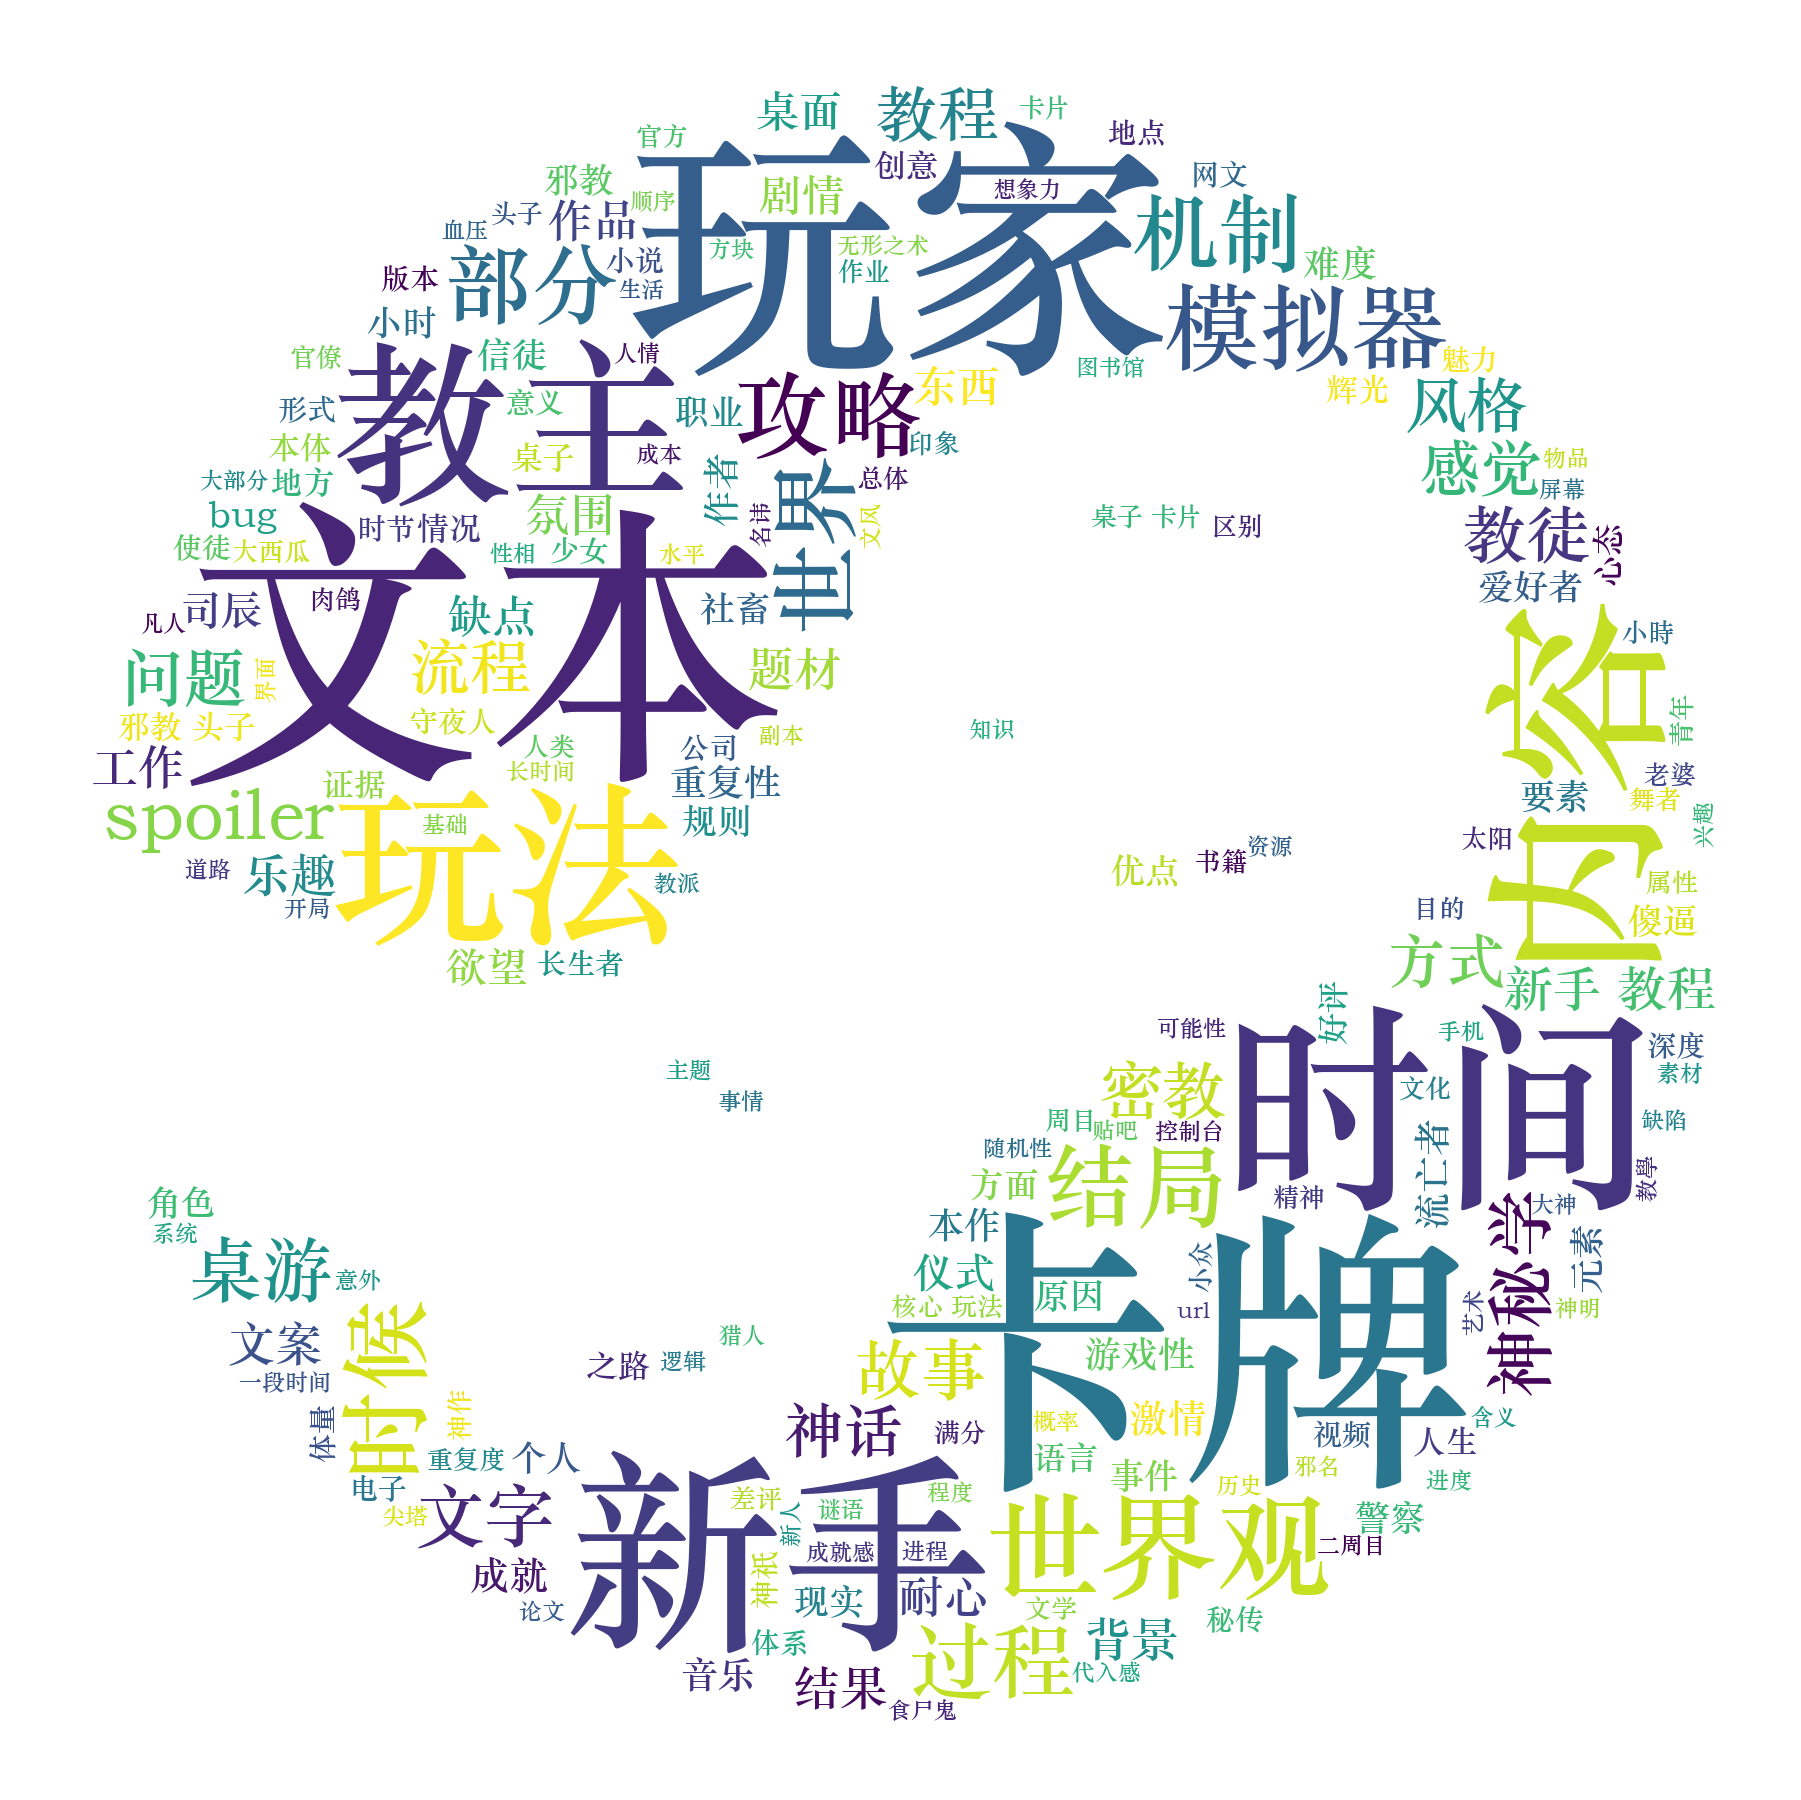 卡片
桌面
教程
地点
官方
玩家
创意
网文
邪教
剧情
想象力
顺序
头子
作品
机制
血压
方块
无形之术
小说
部分
难度
作业
版本
生活
模拟器
小时
人情
官僚
教主
信徒
图书馆
魅力
攻略
东西
辉光
意义
形式
职业
风格
印象
本体
桌子
成本
物品
感觉
大部分
地方
作者
总体
世界
屏幕
bug
时节
情况
氛围
名讳
文风
桌子 卡片
区别
教徒
心态
使徒
大西瓜
性相
少女
水平
文本
爱好者
肉鸽
司辰
缺点
社畜
凡人
小時
内容
问题
界面
流程
题材
邪教 头子
守夜人
知识
青年
副本
人类
公司
工作
长时间
老婆
证据
重复性
要素
舞者
spoiler
玩法
基础
规则
太阳
兴趣
资源
书籍
道路
乐趣
教派
优点
属性
开局
目的
傻逼
欲望
长生者
方式
新手 教程
好评
可能性
手机
时间
深度
主题
素材
密教
文化
事情
周目
贴吧
控制台
流亡者
缺陷
随机性
结局
教學
方面
精神
角色
大神
神秘学
系统
本作
卡牌
桌游
意外
仪式
原因
小众
元素
核心 玩法
url
艺术
神明
文案
时候
猎人
之路
逻辑
故事
游戏性
一段时间
体量
神作
神话
满分
概率
激情
视频
人生
含义
重复度
个人
语言
新手
电子
事件
邪名
进度
文字
差评
程度
历史
尖塔
新人
谜语
世界观
警察
成就感
进程
二周目
成就
神祇
现实
耐心
论文
文学
秘传
体系
过程
背景
音乐
结果
代入感
食尸鬼